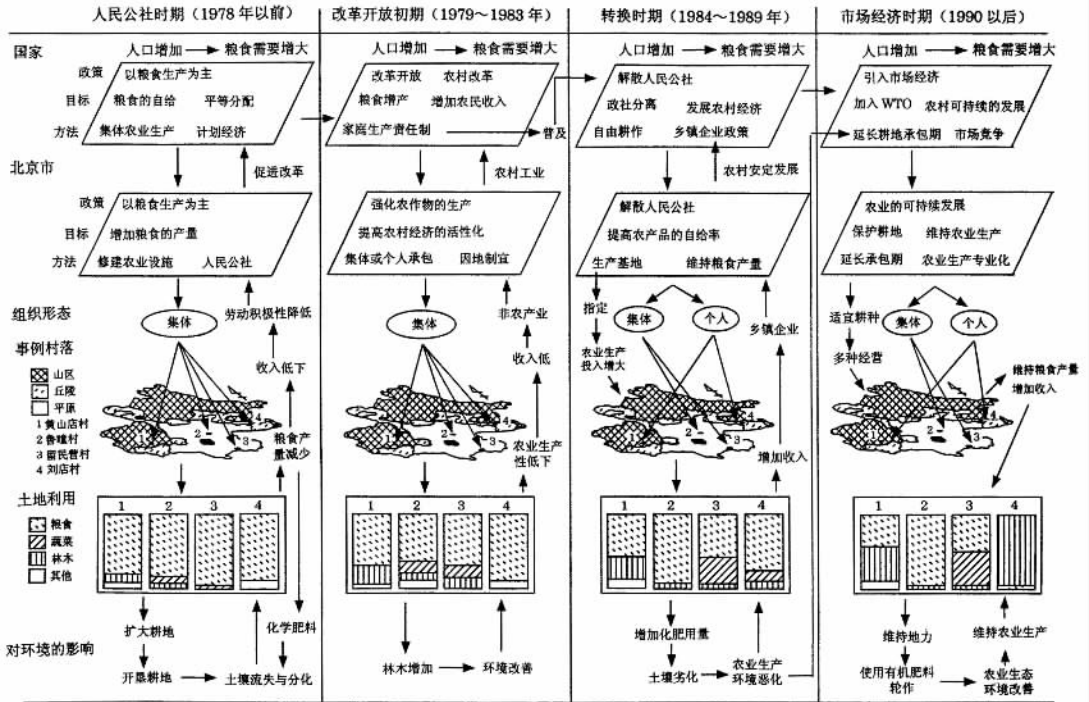 人民公社时期(1978年以前)
改革开放初期(1979～1983年)
转换时期(1984～1989年)
市场经济时期(1990以后)
国家
政策
目标
方法
人口增加
粮食需要增大
以粮食生产为主
粮食的自给
平等分配
集体农业生产
计划经济
人口增加
粮食需要增大
改革开放
农村改革
粮食增产
增加农民收入
家庭生产责任制
普及
人口增加
粮食需要增大
解散人民公社
政社分离
发展农村经济
自由耕作
乡镇企业政策
人口增加
粮食需要增大
引入市场经济
加入WTO
农村可持续的发展
延长耕地承包期
市场竞争
促进改革
农村工业
农村安定发展
北京市
政策
目标
方法
以粮食生产为主
增加粮食的产量
修建农业设施
人民公社
强化农作物的生产
提高农村经济的活性化
集体或个人承包
因地制宜
解散人民公社
提高农产品的自给率
生产基地
维持粮食产量
农业的可持续发展
保护耕地
维持农业生产
延长承包期
农业生产专业化
组织形态
集体
劳动积极性降低
集体
非农产业
指定
集体
个人
乡镇企业
适宜耕种
集体
个人
事例村落
山区
丘陵
平原
1黄山店村
2鲁疃村
3留民营村
4刘店村
收入低下
粮食产
量减少
1
2
3
4
收入低
农业生产
性低下
1
2
3
4
农业生产
投入增大
增加收入
1
2
3
4
多种经营
维持粮食产量
增加收入
1
2
3
4
土地利用
粮食
蔬菜
林木
其他
1 2 3 4
1 2 3 4
1 2 3 4
1 2 3 4
对环境的影响
扩大耕地
化学肥料
开垦耕地
土壤流失与分化
林木增加
环境改善
增加化肥用量
土壤劣化
农业生产
环境恶化
维持地力
维持农业生产
使用有机肥料
轮作
农业生态
环境改善